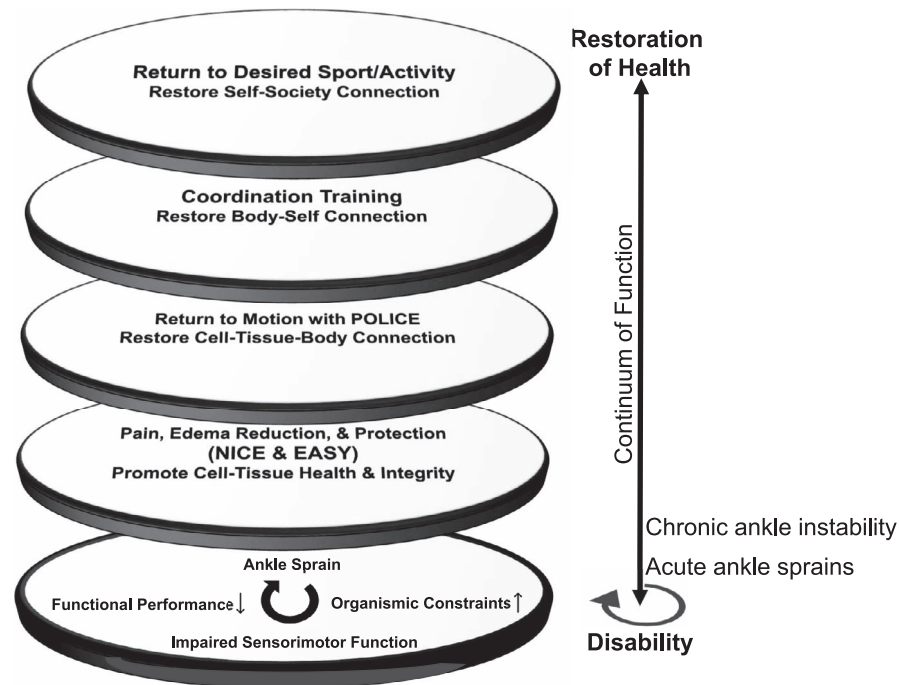 Return to Desired Sport/Activity
Restore Self-Society Connection
Coordination Training
Restore Body-Self Connection
Return to Motion with POLICE
Restore Cell-Tissue-Body Connection
Pain, Edema Reduction, & Protection
(NICE & EASY)
Promote Cell-Tissue Health & Integrity
Ankle Sprain
Functional Performance↓
Organismic Constraints↑
Impaired Sensorimotor Function
Restoration
of Health
Continuum of Function
Chronic ankle instability
Acute ankle sprains
Disability